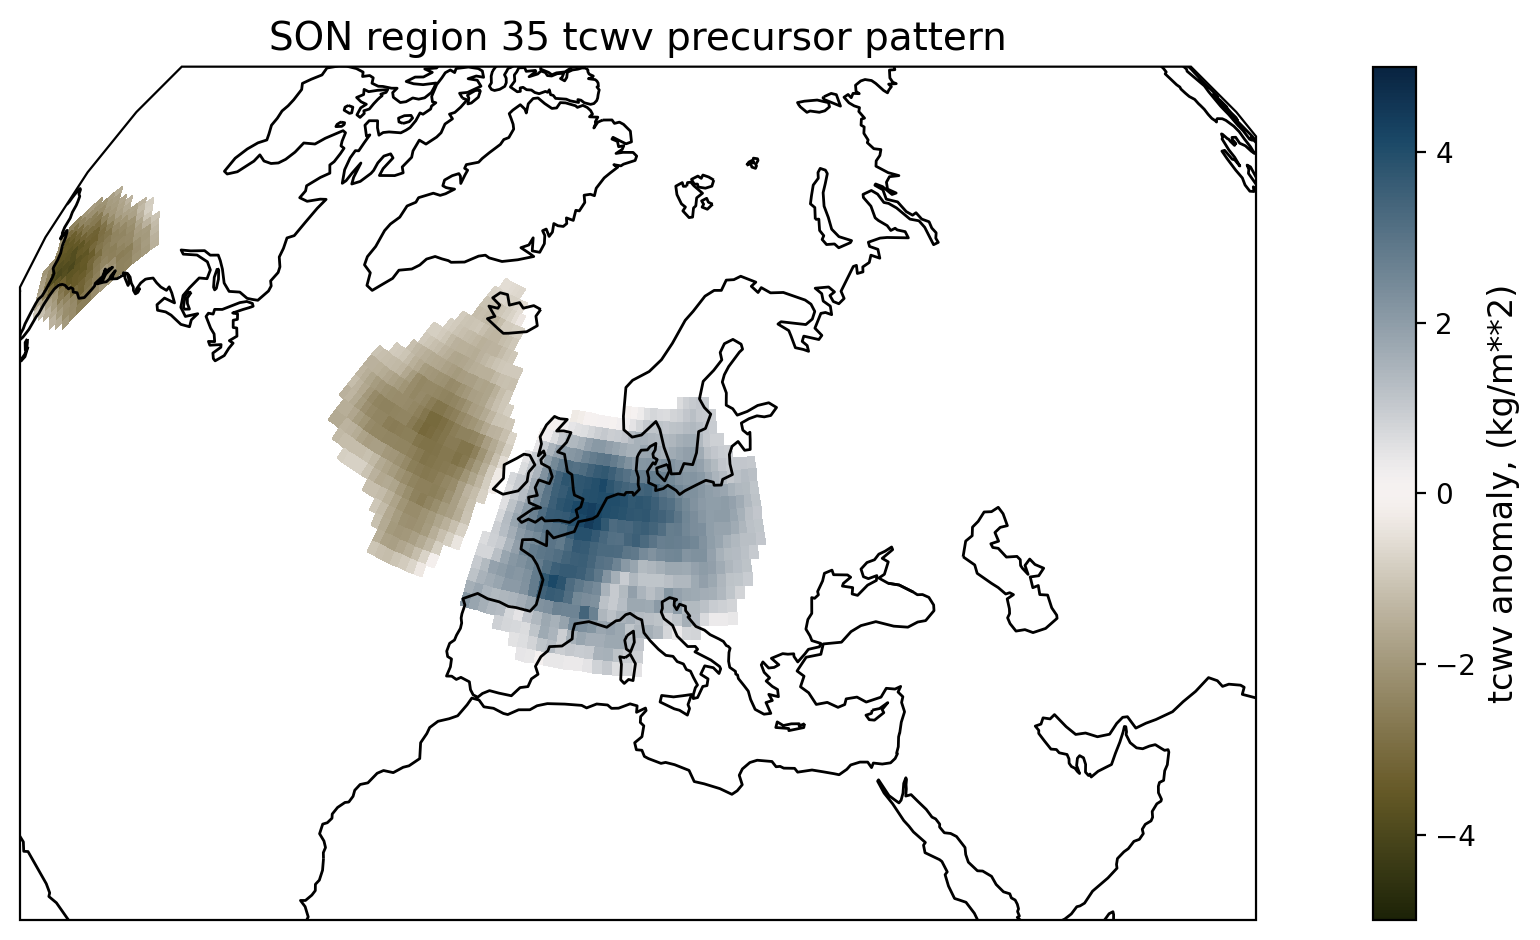 SON region 35 tcwv precursor pattern
4
2
0
−2
−4
tcwv anomaly, (kg/m**2)